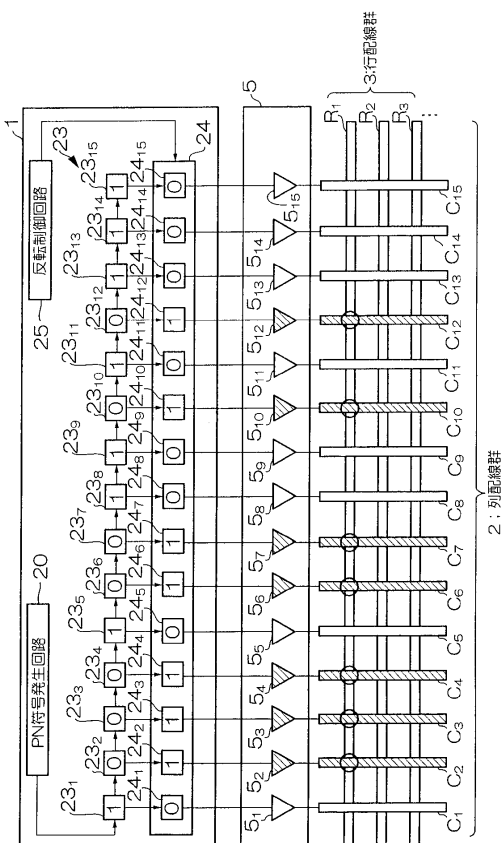 1
20
25
PN符号発生回路
反転制御回路
23
23₁ 23₂ 23₃ 23₄ 23₅ 23₆ 23₇ 23₈ 23₉ 23₁₀ 23₁₁ 23₁₂ 23₁₃ 23₁₄ 23₁₅
1 0 0 0 1 0 0 1 1 0 1 0 1 1 1
24₁ 24₂ 24₃ 24₄ 24₅ 24₆ 24₇ 24₈ 24₉ 24₁₀ 24₁₁ 24₁₂ 24₁₃ 24₁₄ 24₁₅
0 1 1 1 0 1 1 0 0 1 0 1 0 0 0
24
5
5₁ 5₂ 5₃ 5₄ 5₅ 5₆ 5₇ 5₈ 5₉ 5₁₀ 5₁₁ 5₁₂ 5₁₃ 5₁₄ 5₁₅
R₁
R₂
R₃
⋮
3:行配線群
C₁ C₂ C₃ C₄ C₅ C₆ C₇ C₈ C₉ C₁₀ C₁₁ C₁₂ C₁₃ C₁₄ C₁₅
2;列配線群